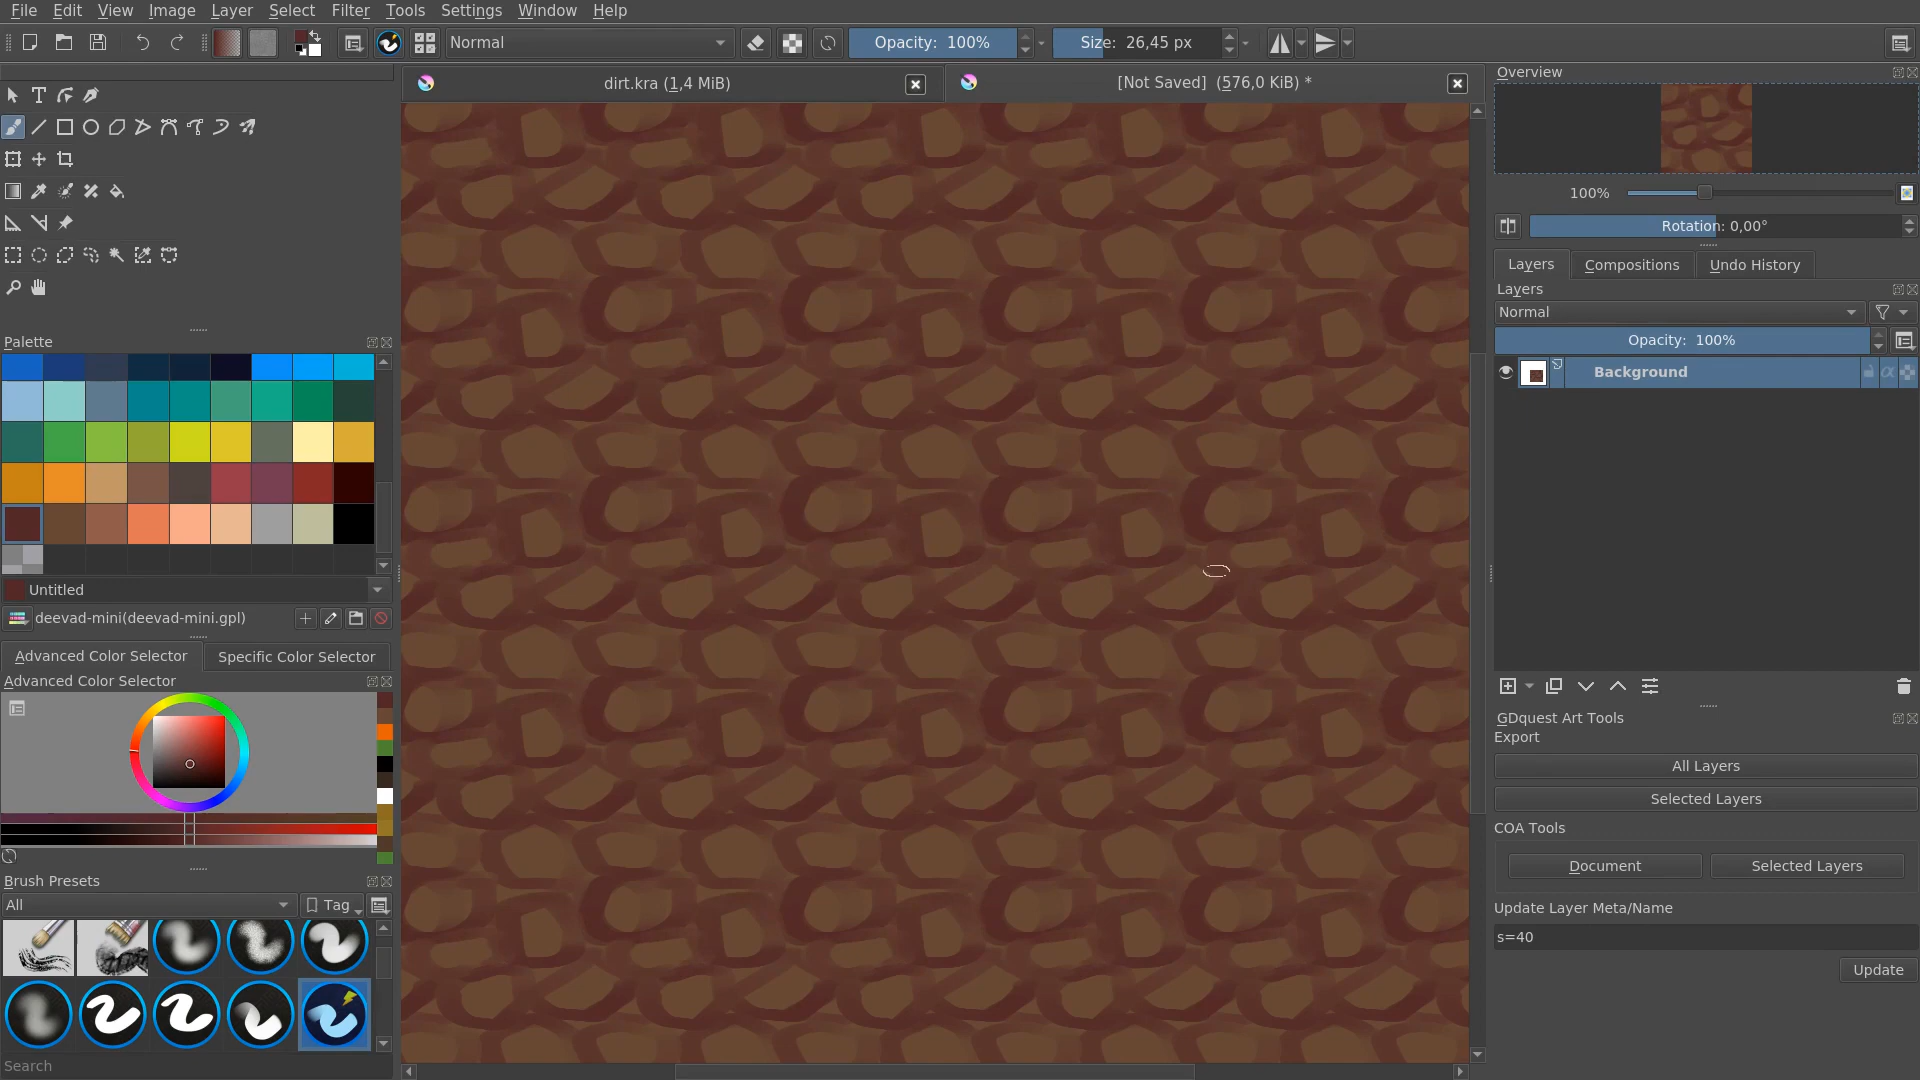 File Edit View Image Layer Select Filter Tools Settings Window Help
Normal Opacity: 100% Size: 26,45 px
dirt.kra (1,4 MiB) [Not Saved] (576,0 KiB) *
Overview
100%
Rotation: 0,00°
Layers Compositions Undo History
Layers
Normal
Opacity: 100%
Background
GDquest Art Tools
Export
All Layers
Selected Layers
COA Tools
Document Selected Layers
Update Layer Meta/Name
s=40
Update
Palette
Untitled
deevad-mini(deevad-mini.gpl)
Advanced Color Selector Specific Color Selector
Advanced Color Selector
Brush Presets
All Tag
Search